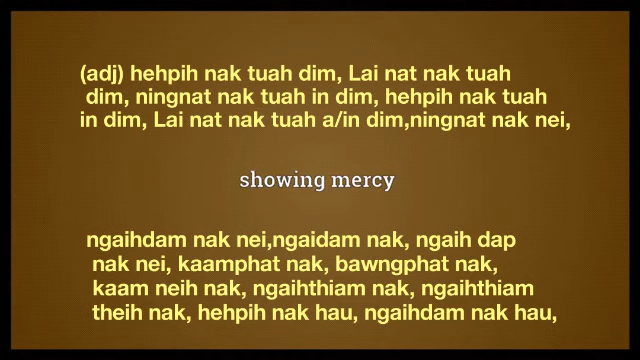 (adj) hehpih nak tuah dim, Lai nat nak tuah
dim, ningnat nak tuah in dim, hehpih nak tuah
in dim, Lai nat nak tuah a/in dim,ningnat nak nei,
showing mercy
ngaihdam nak nei,ngaidam nak, ngaih dap
nak nei, kaamphat nak, bawngphat nak,
kaam neih nak, ngaihthiam nak, ngaihthiam
theih nak, hehpih nak hau, ngaihdam nak hau,